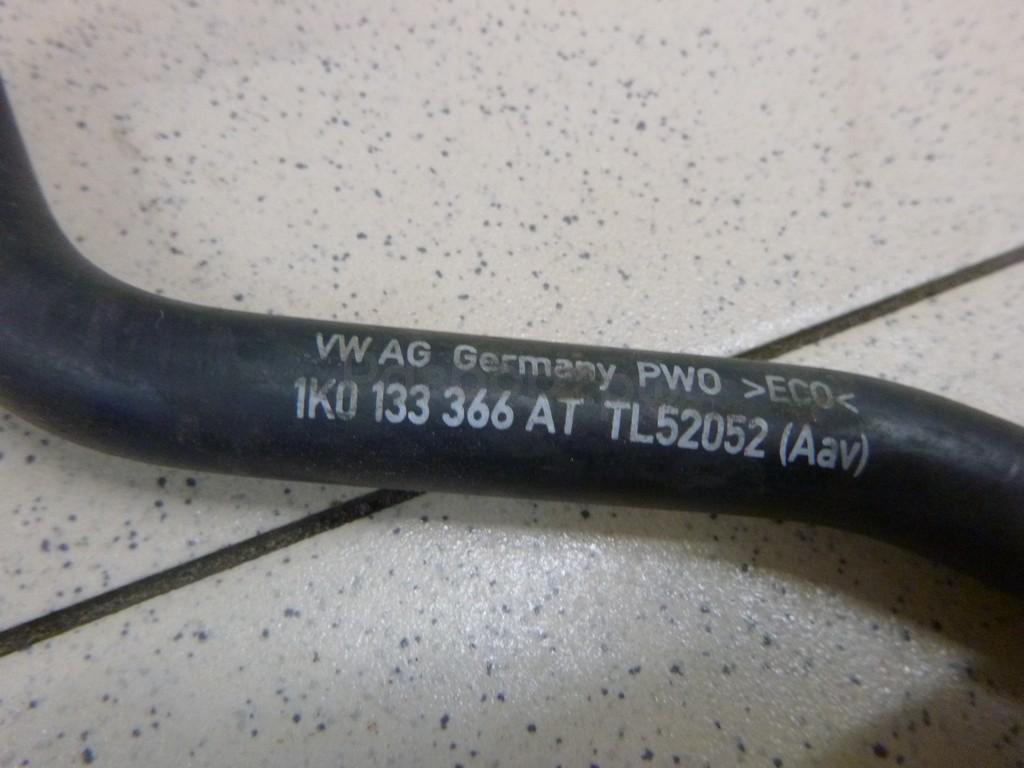 VW AG Germany PWO >ECO<
1K0 133 366 AT TL52052 (Aav)